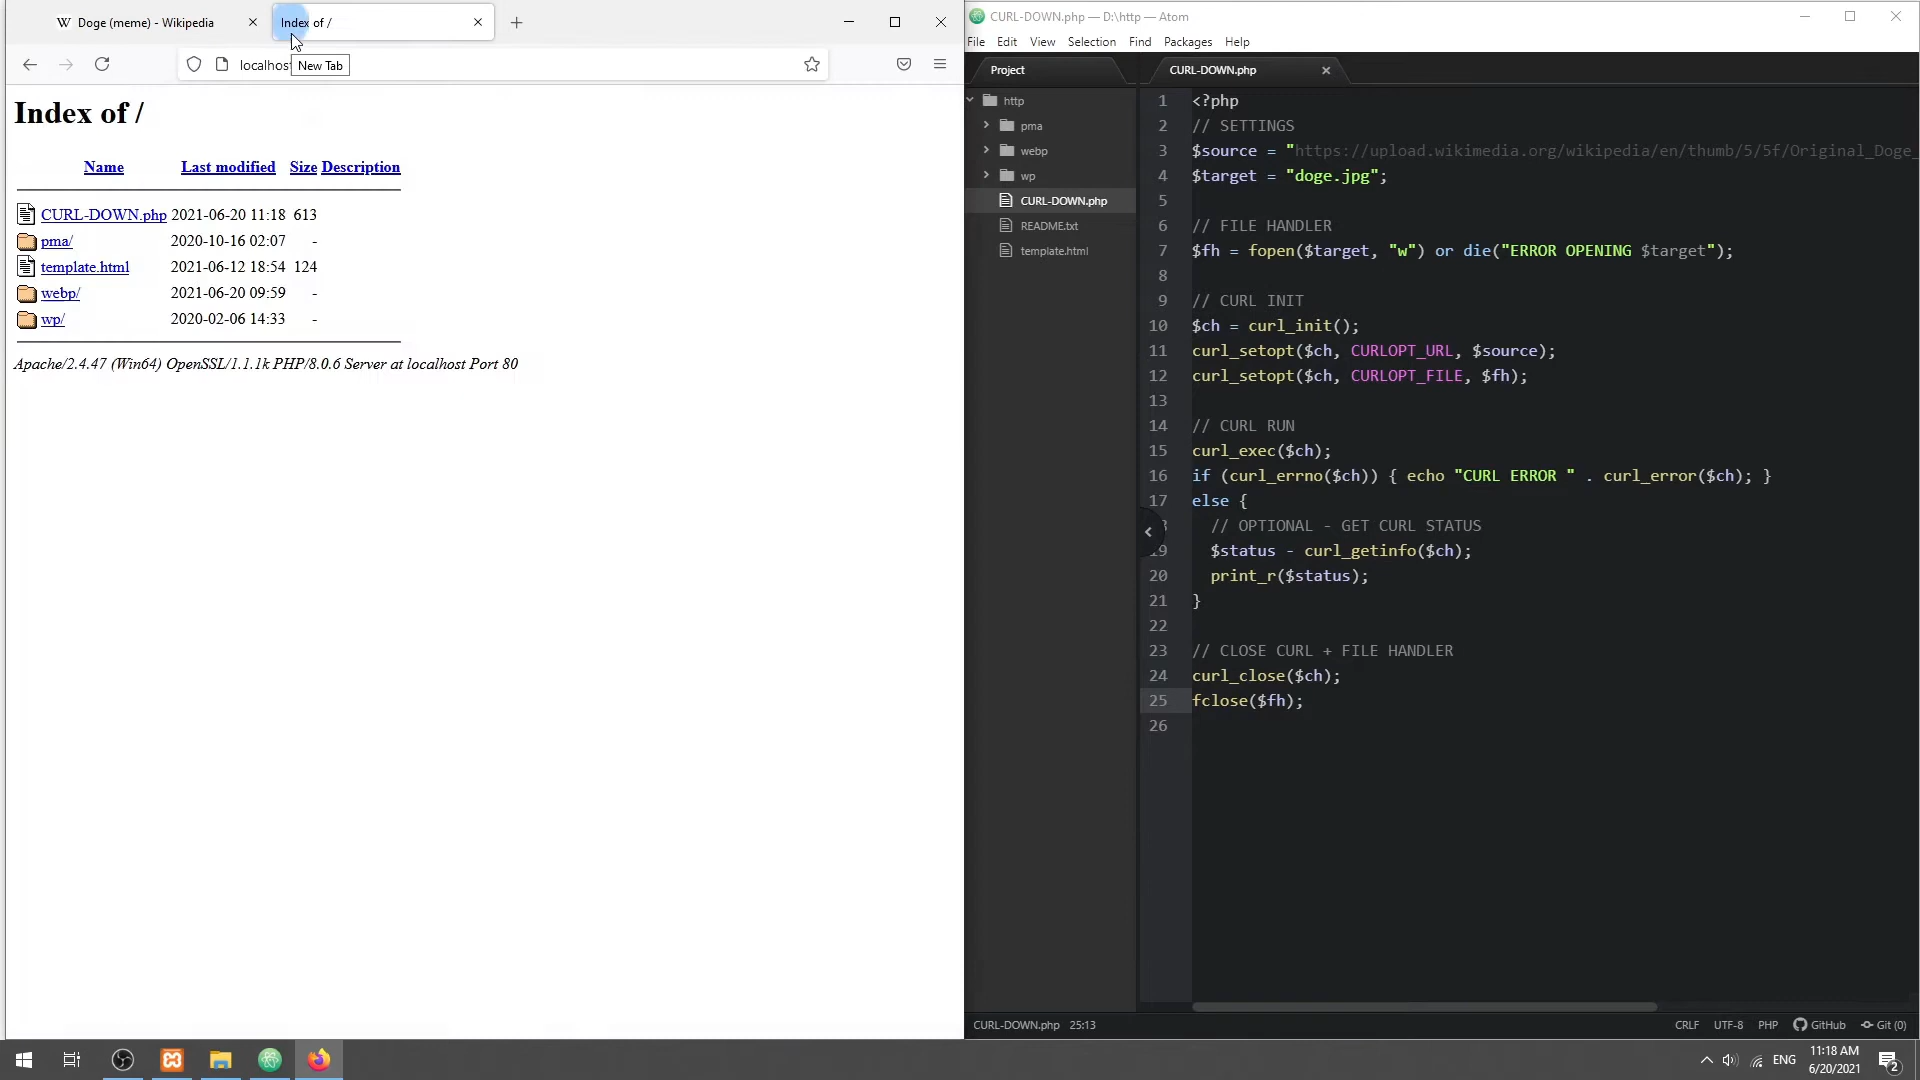 Doge (meme) - Wikipedia
Index of /
localhos
New Tab
Index of /
Name Last modified Size Description
CURL-DOWN.php 2021-06-20 11:18 613
pma/ 2020-10-16 02:07 -
template.html 2021-06-12 18:54 124
webp/ 2021-06-20 09:59 -
wp/ 2020-02-06 14:33 -
Apache/2.4.47 (Win64) OpenSSL/1.1.1k PHP/8.0.6 Server at localhost Port 80
CURL-DOWN.php — D:\http — Atom
File Edit View Selection Find Packages Help
Project
http
pma
webp
wp
CURL-DOWN.php
README.txt
template.html
CURL-DOWN.php
1 <?php
2 // SETTINGS
3 $source = "https://upload.wikimedia.org/wikipedia/en/thumb/5/5f/Original_Doge_
4 $target = "doge.jpg";
5
6 // FILE HANDLER
7 $fh = fopen($target, "w") or die("ERROR OPENING $target");
8
9 // CURL INIT
10 $ch = curl_init();
11 curl_setopt($ch, CURLOPT_URL, $source);
12 curl_setopt($ch, CURLOPT_FILE, $fh);
13
14 // CURL RUN
15 curl_exec($ch);
16 if (curl_errno($ch)) { echo "CURL ERROR " . curl_error($ch); }
17 else {
// OPTIONAL - GET CURL STATUS
19 $status - curl_getinfo($ch);
20 print_r($status);
21 }
22
23 // CLOSE CURL + FILE HANDLER
24 curl_close($ch);
25 fclose($fh);
26
CURL-DOWN.php 25:13
CRLF UTF-8 PHP GitHub Git (0)
ENG
11:18 AM
6/20/2021
2